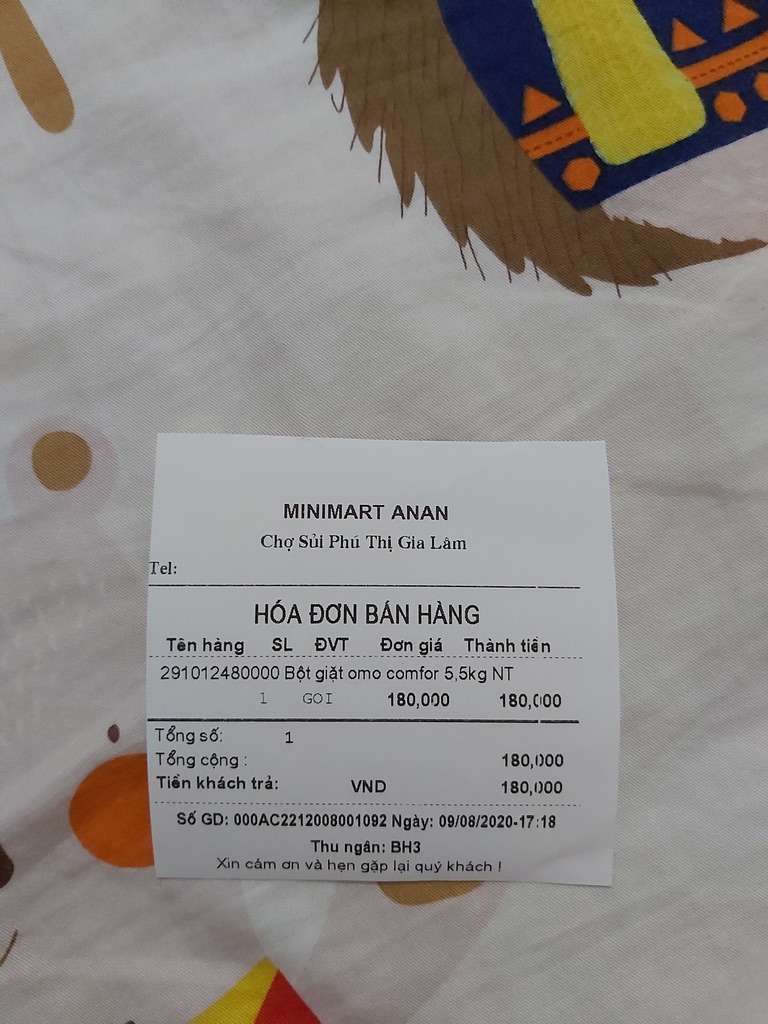 MINIMART ANAN
Chợ Sủi Phú Thị Gia Lâm
Tel:
HÓA ĐƠN BÁN HÀNG
Tên hàng SL ĐVT Đơn giá Thành tiền
291012480000 Bột giặt omo comfor 5,5kg NT
1 GOI 180,000 180,000
Tổng số: 1
Tổng cộng : 180,000
Tiền khách trả: VND 180,000
Số GD: 000AC2212008001092 Ngày: 09/08/2020-17:18
Thu ngân: BH3
Xin cám ơn và hẹn gặp lại quý khách !